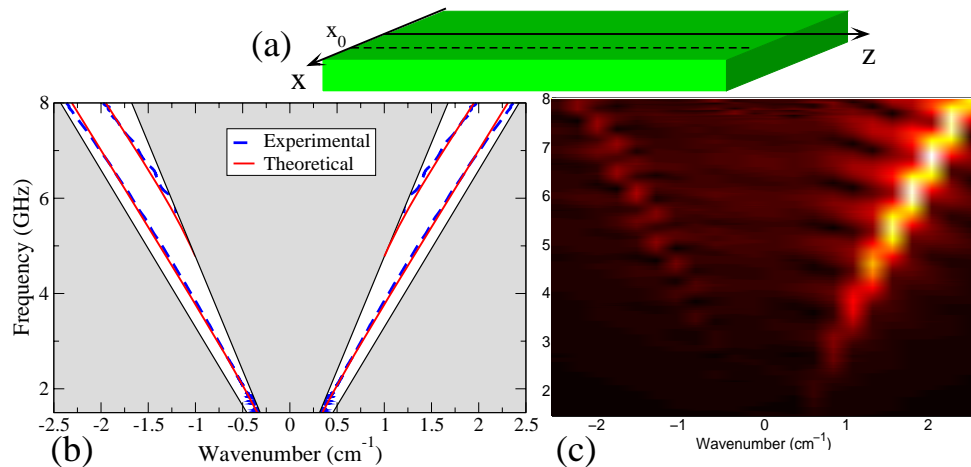 (a)
x₀
x
z
8
6
4
2
Frequency (GHz)
Experimental
Theoretical
-2.5 -2 -1.5 -1 -0.5 0 0.5 1 1.5 2 2.5
(b)
Wavenumber (cm⁻¹)
8
7
6
5
4
3
2
−2 −1 0 1 2
Wavenumber (cm⁻¹)
(c)